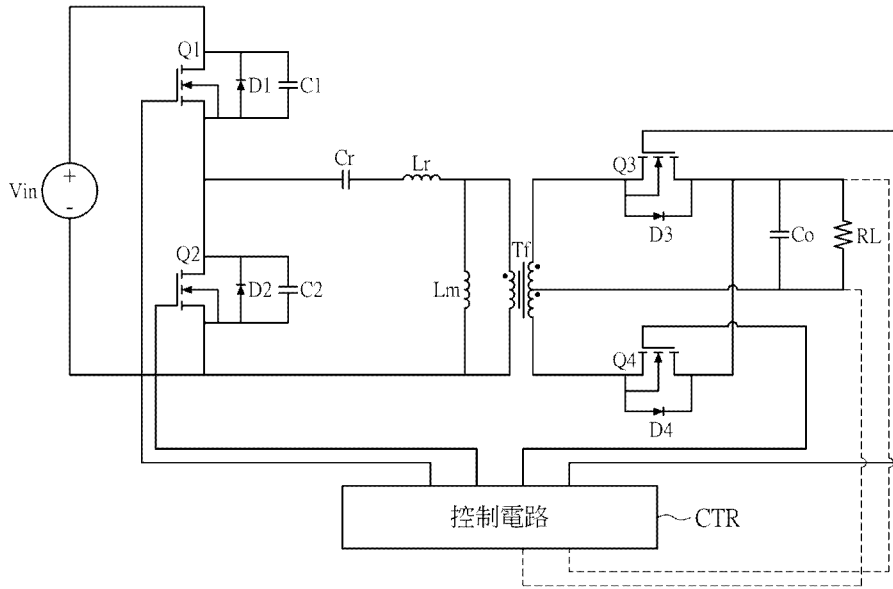 Q1
D1
C1
Vin
+
-
Cr
Lr
Q2
D2
C2
Lm
Tf
Q3
D3
Co
RL
Q4
D4
控制電路
CTR